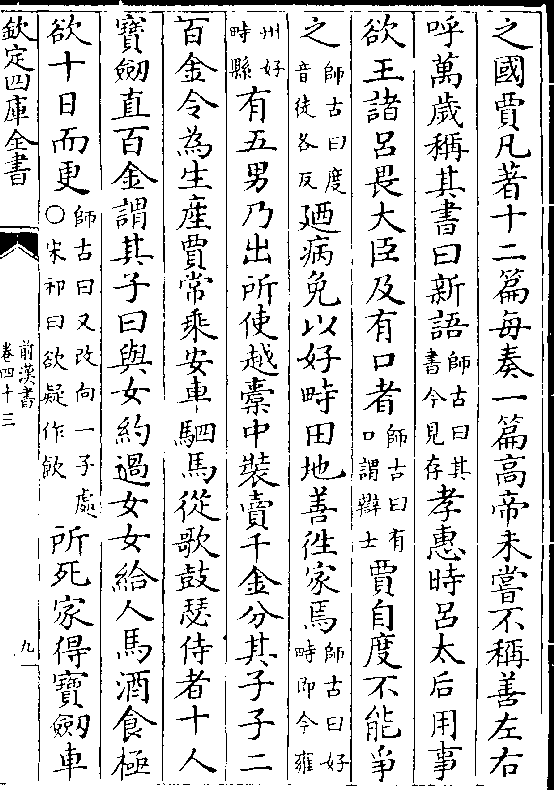 之國賈凡著十二篇每奏一篇高帝未嘗不稱善左右
呼萬歲稱其書曰新語師古曰其書今見存孝惠時呂太后用事
欲王諸呂畏大臣及有口者師古曰有口謂辯士賈自度不能爭
之師古曰度音徒各反廼病免以好畤田地善徃家焉師古曰好畤即今雍
州好畤縣有五男乃出所使越橐中裝賣千金分其子子二
百金令為生產賈常乘安車駟馬從歌鼓瑟侍者十人
寶劒直百金謂其子曰與女約過女女給人馬酒食極
欲十日而更師古曰又改向一子處○宋祁曰欲疑作飲所死家得寶劒車
欽定四庫全書
前漢書
卷四十三
九